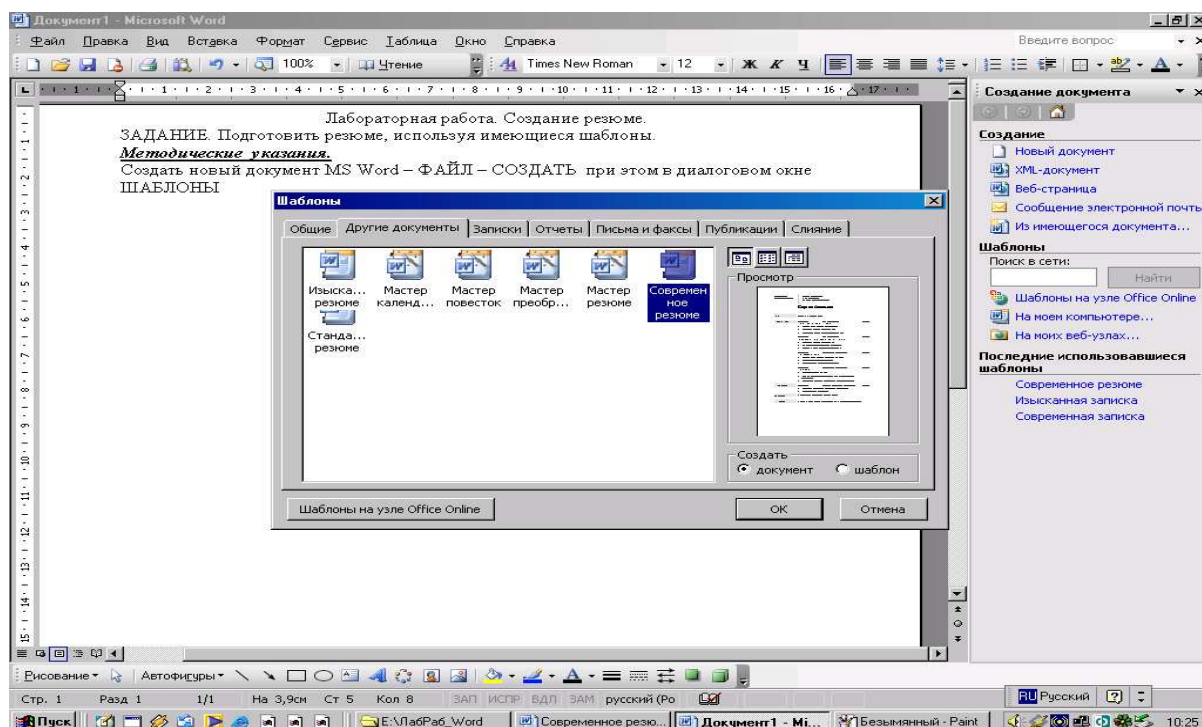 Документ1 - Microsoft Word
Файл Правка Вид Вставка Формат Сервис Таблица Окно Справка
Введите вопрос
100% Чтение Times New Roman 12 Ж К Ч
Лабораторная работа. Создание резюме.
ЗАДАНИЕ. Подготовить резюме, используя имеющиеся шаблоны.
Методические указания.
Создать новый документ MS Word – ФАЙЛ – СОЗДАТЬ при этом в диалоговом окне
ШАБЛОНЫ
Шаблоны
Общие Другие документы Записки Отчеты Письма и факсы Публикации Слияние
Изыска... резюме
Мастер календ...
Мастер повесток
Мастер преобр...
Мастер резюме
Современ
ное
резюме
Станда...
резюме
Просмотр
Создать
документ шаблон
Шаблоны на узле Office Online
ОК Отмена
Создание документа
Создание
Новый документ
XML-документ
Веб-страница
Сообщение электронной почты
Из имеющегося документа...
Шаблоны
Поиск в сети:
Найти
Шаблоны на узле Office Online
На моем компьютере...
На моих веб-узлах...
Последние использовавшиеся
шаблоны
Современное резюме
Изысканная записка
Современная записка
Рисование Автофигуры
Стр. 1 Разд 1 1/1 На 3,9см Ст 5 Кол 8 ЗАП ИСПР ВДЛ ЗАМ русский (Ро
RU Русский
Пуск E:\ЛабРаб_Word Современное резю... Документ1 - Mi... Безымянный - Paint 10:25